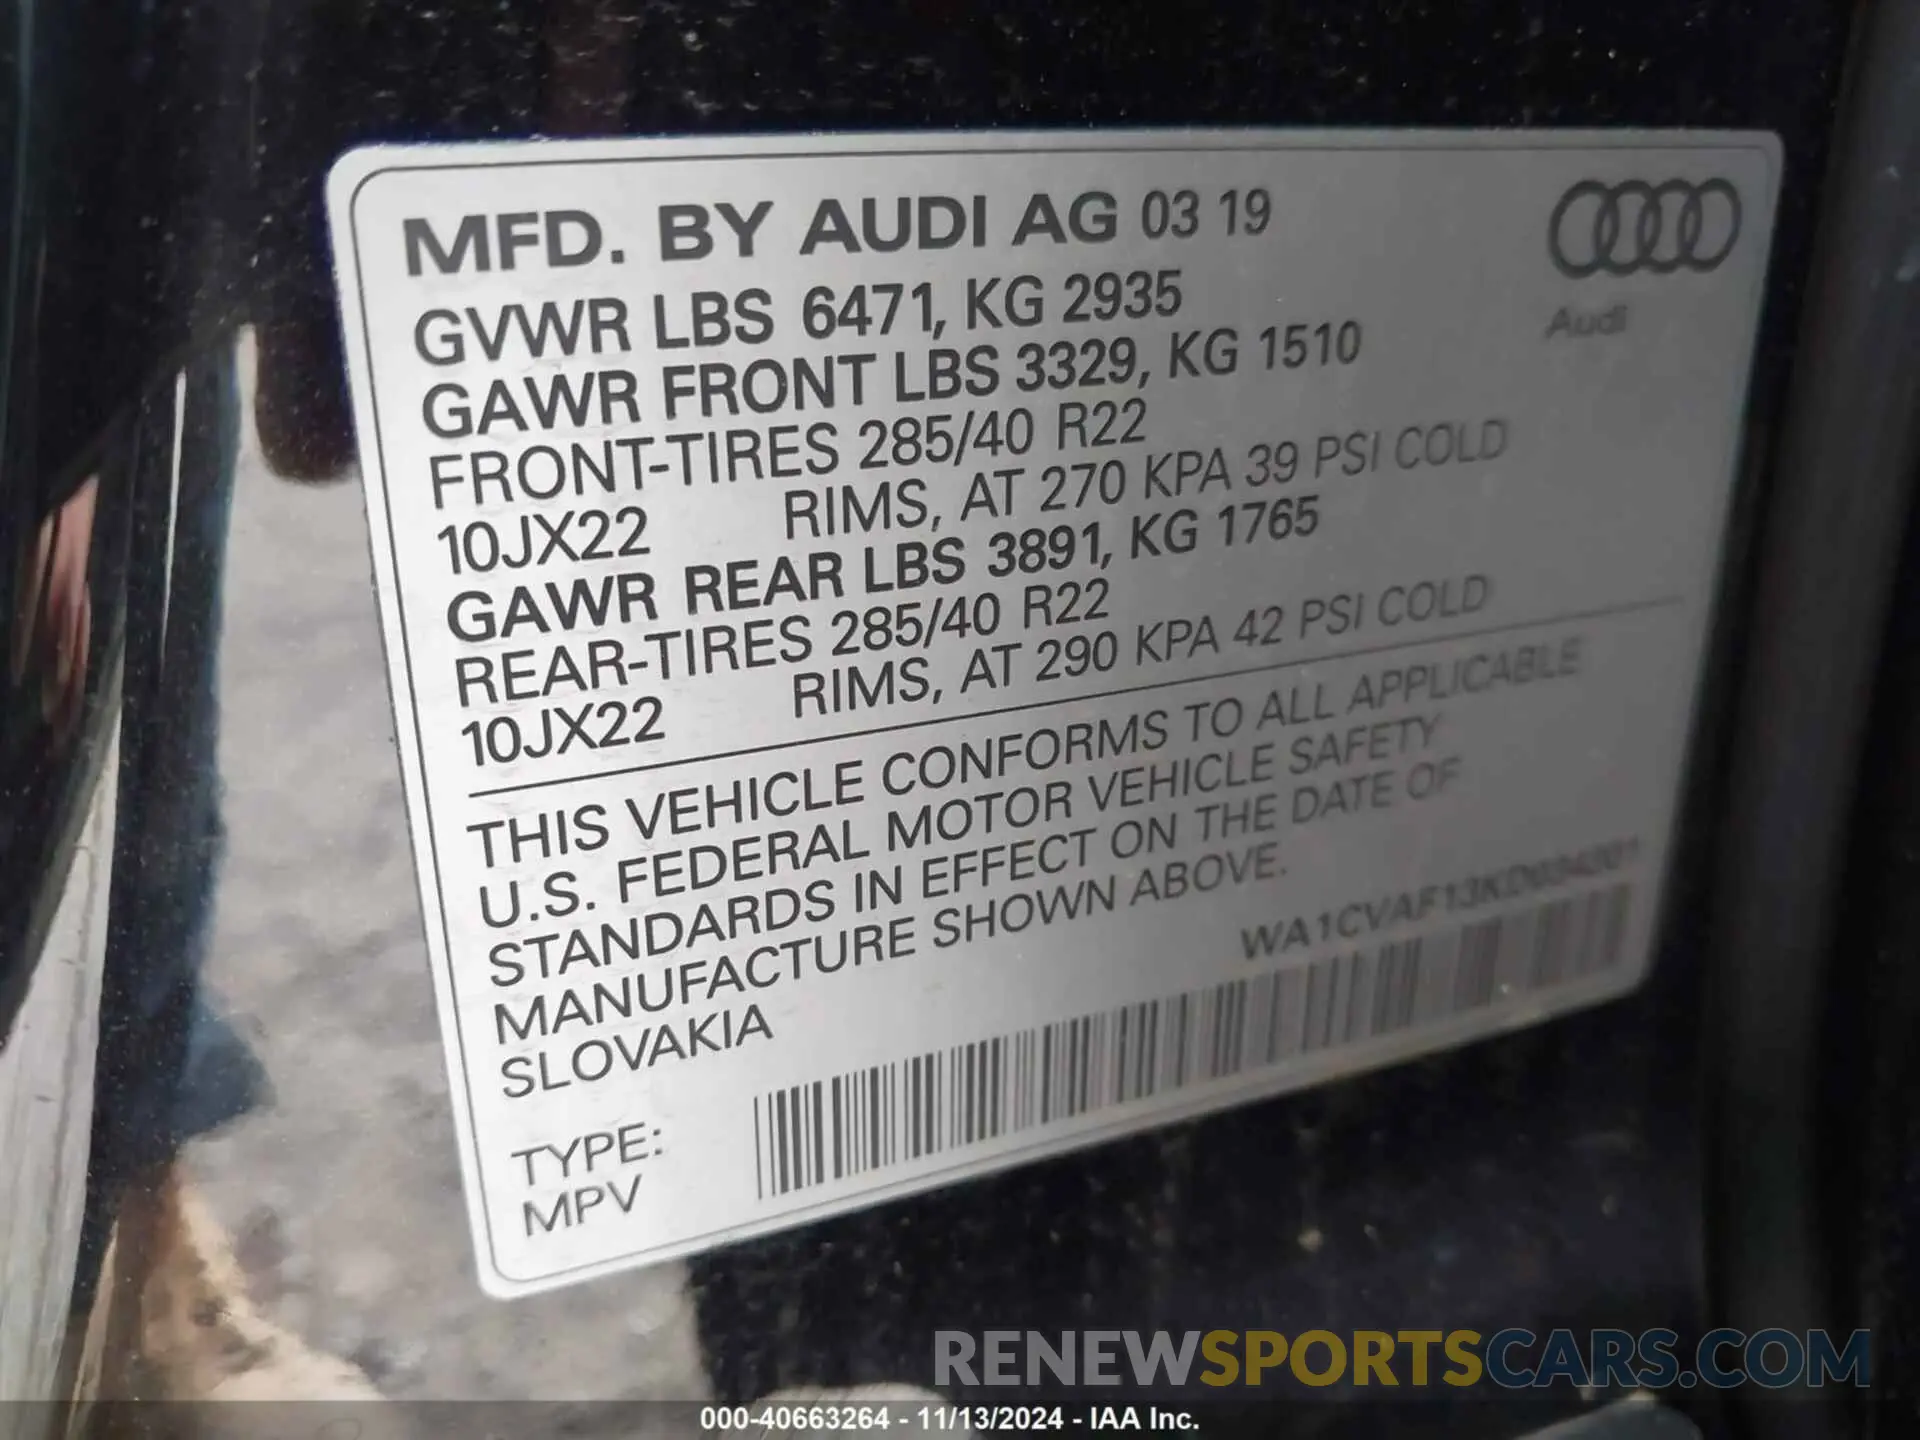 MFD. BY AUDI AG 03 19
Audi
GVWR LBS 6471, KG 2935
GAWR FRONT LBS 3329, KG 1510
FRONT-TIRES 285/40 R22
10JX22 RIMS, AT 270 KPA 39 PSI COLD
GAWR REAR LBS 3891, KG 1765
REAR-TIRES 285/40 R22
10JX22 RIMS, AT 290 KPA 42 PSI COLD
THIS VEHICLE CONFORMS TO ALL APPLICABLE
U.S. FEDERAL MOTOR VEHICLE SAFETY
STANDARDS IN EFFECT ON THE DATE OF
MANUFACTURE SHOWN ABOVE.
SLOVAKIA
TYPE:
MPV
RENEWSPORTSCARS.COM
000-40663264 - 11/13/2024 - IAA Inc.